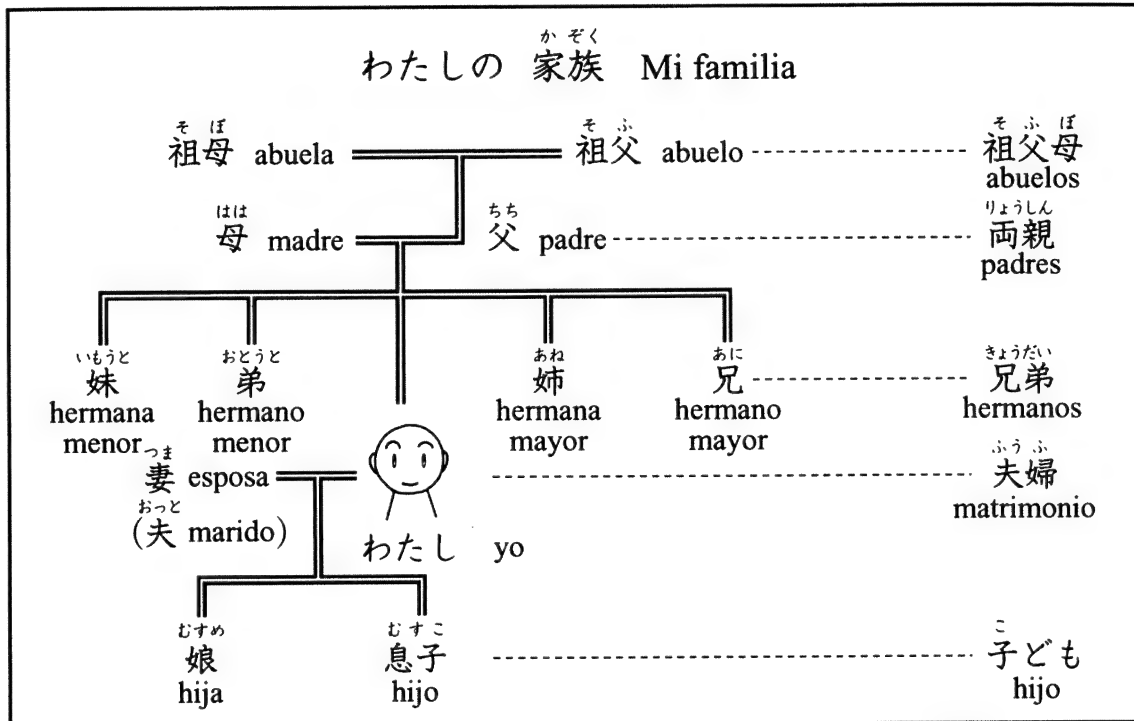 か ぞく
わたしの 家族 Mi familia
そ ぼ そ ふ そ ふ ぼ
祖母 abuela 祖父 abuelo 祖父母
abuelos
はは ちち りょうしん
母 madre 父 padre 両親
padres
いもうと おとうと あね あに きょうだい
妹 弟 姉 兄 兄弟
hermana hermano hermana hermano hermanos
menor menor mayor mayor
つま ふう ふ
妻 esposa 夫婦
matrimonio
おっと
(夫 marido)
わたし yo
むすめ むすこ こ
娘 息子 子ども
hija hijo hijo